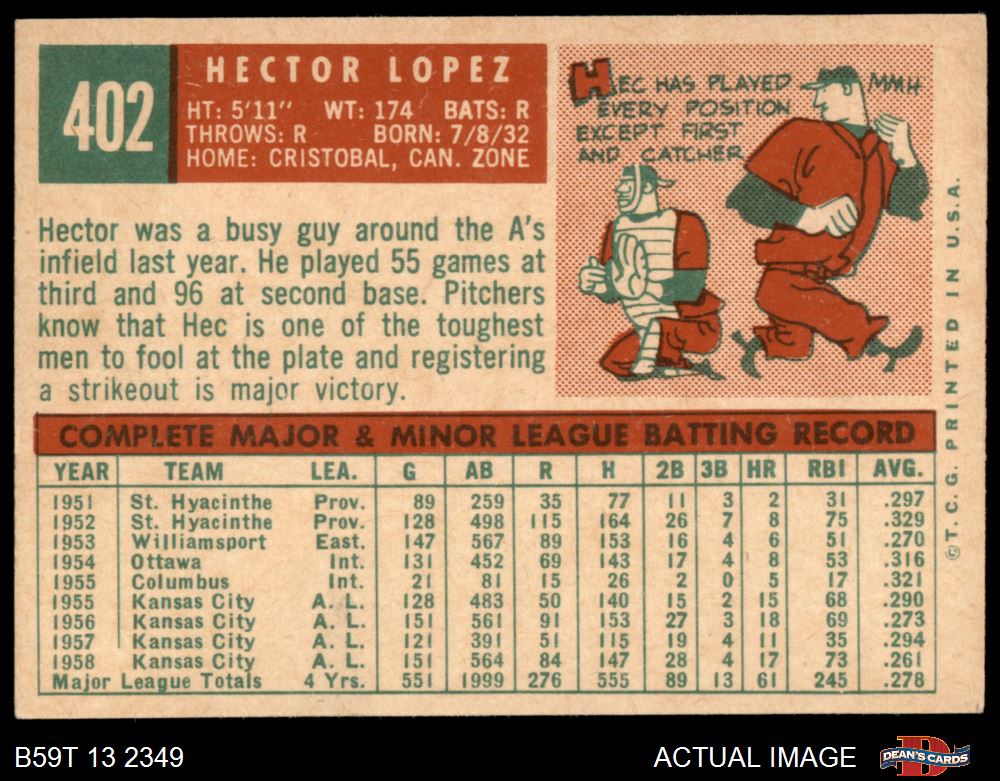 402
HECTOR LOPEZ
HT: 5'11" WT: 174 BATS: R
THROWS: R BORN: 7/8/32
HOME: CRISTOBAL, CAN. ZONE
HEC HAS PLAYED
EVERY POSITION
EXCEPT FIRST
AND CATCHER
MMH
Hector was a busy guy around the A's
infield last year. He played 55 games at
third and 96 at second base. Pitchers
know that Hec is one of the toughest
men to fool at the plate and registering
a strikeout is major victory.
©T. C. G. PRINTED IN U.S.A.
COMPLETE MAJOR & MINOR LEAGUE BATTING RECORD
YEAR TEAM LEA. G AB R H 2B 3B HR RBI AVG.
1951 St. Hyacinthe Prov. 89 259 35 77 11 3 2 31 .297
1952 St. Hyacinthe Prov. 128 498 115 164 26 7 8 75 .329
1953 Williamsport East. 147 567 89 153 16 4 6 51 .270
1954 Ottawa Int. 131 452 69 143 17 4 8 53 .316
1955 Columbus Int. 21 81 15 26 2 0 5 17 .321
1955 Kansas City A. L. 128 483 50 140 15 2 15 68 .290
1956 Kansas City A. L. 151 561 91 153 27 3 18 69 .273
1957 Kansas City A. L. 121 391 51 115 19 4 11 35 .294
1958 Kansas City A. L. 151 564 84 147 28 4 17 73 .261
Major League Totals 4 Yrs. 551 1999 276 555 89 13 61 245 .278
B59T 13 2349
ACTUAL IMAGE
DEAN'S CARDS